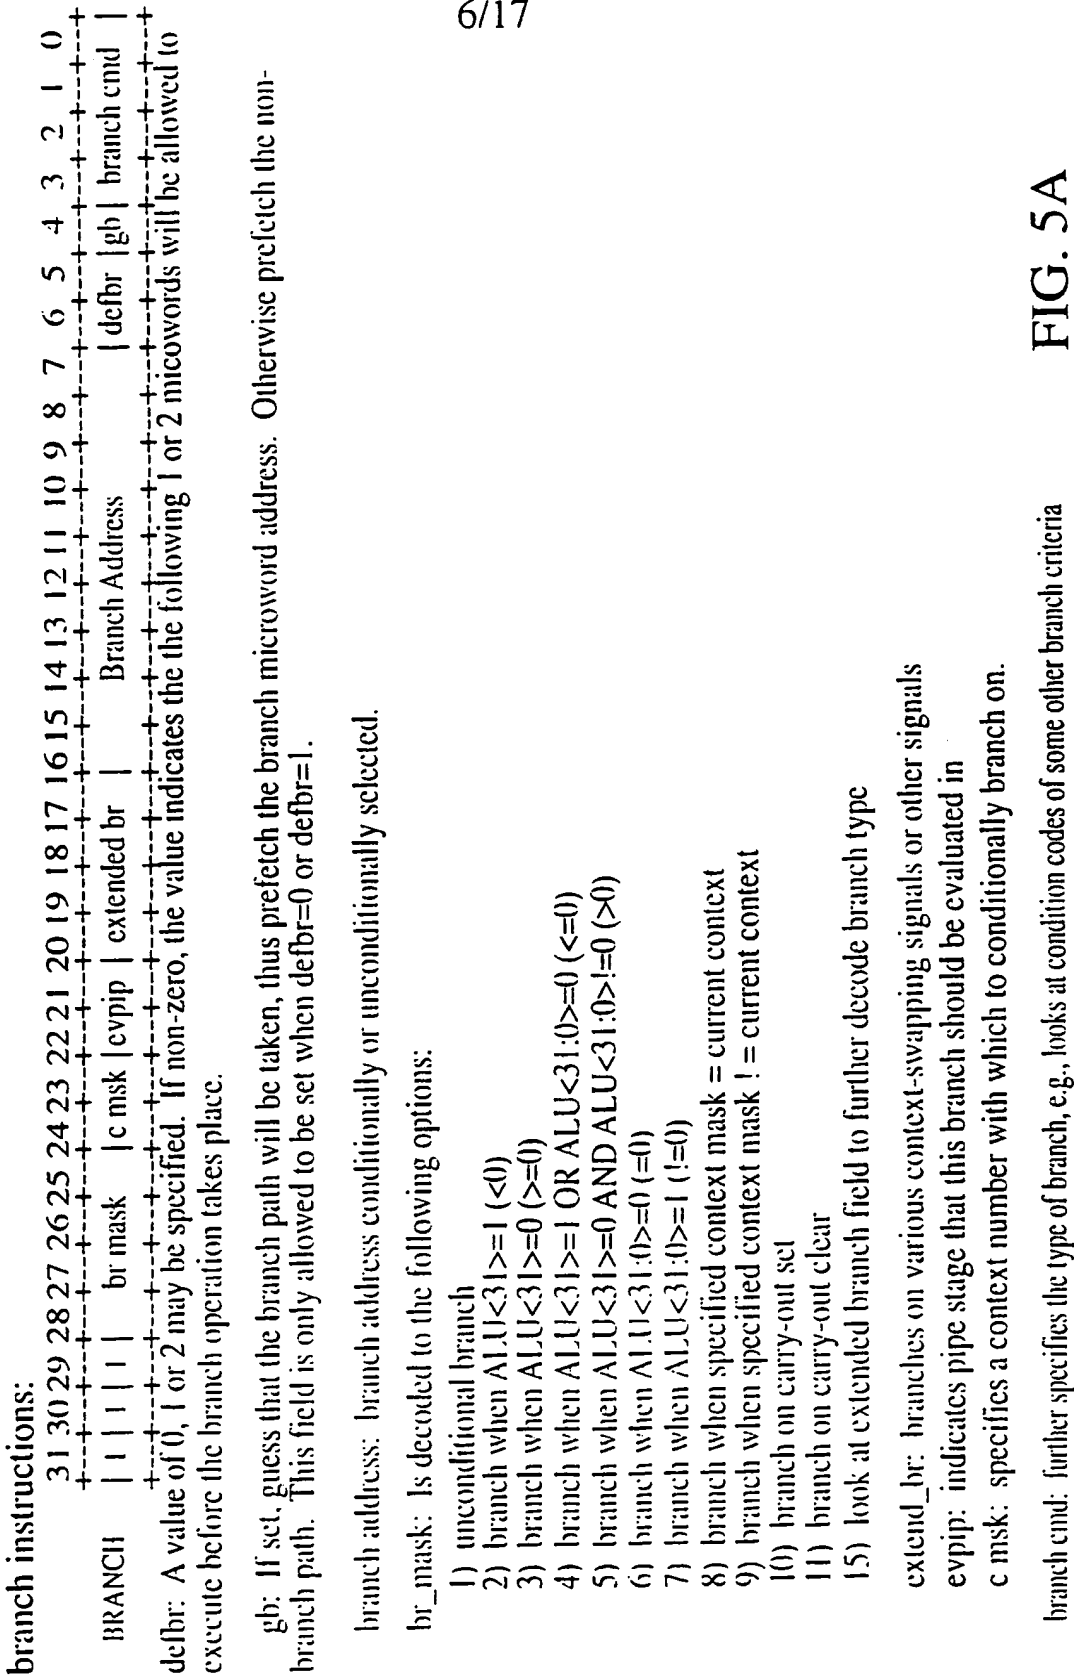 6/17
branch instructions:
31 30 29 28 27 26 25 24 23 22 21 20 19 18 17 16 15 14 13 12 11 10 9 8 7 6 5 4 3 2 1 0
BRANCH | 1 | 1 | 1 | br mask | c msk | evpip | extended br | Branch Address | defbr | gb | branch cmd |
defbr: A value of 0, 1 or 2 may be specified. If non-zero, the value indicates the the following 1 or 2 micowords will be allowed to
execute before the branch operation takes place.
gb: If set, guess that the branch path will be taken, thus prefetch the branch microword address. Otherwise prefetch the non-
branch path. This field is only allowed to be set when defbr=0 or defbr=1.
branch address: branch address conditionally or unconditionally selected.
br_mask: Is decoded to the following options:
1) unconditional branch
2) branch when ALU<31>=1 (<0)
3) branch when ALU<31>=0 (>=0)
4) branch when ALU<31>=1 OR ALU<31:0>=0 (<=0)
5) branch when ALU<31>=0 AND ALU<31:0>!=0 (>0)
6) branch when ALU<31:0>=0 (=0)
7) branch when ALU<31:0>=1 (!=0)
8) branch when specified context mask = current context
9) branch when specified context mask ! = current context
10) branch on carry-out set
11) branch on carry-out clear
15) look at extended branch field to further decode branch type
extend_br: branches on various context-swapping signals or other signals
evpip: indicates pipe stage that this branch should be evaluated in
c msk: specifies a context number with which to conditionally branch on.
branch cmd: further specifies the type of branch, e.g., looks at condition codes of some other branch criteria
FIG. 5A